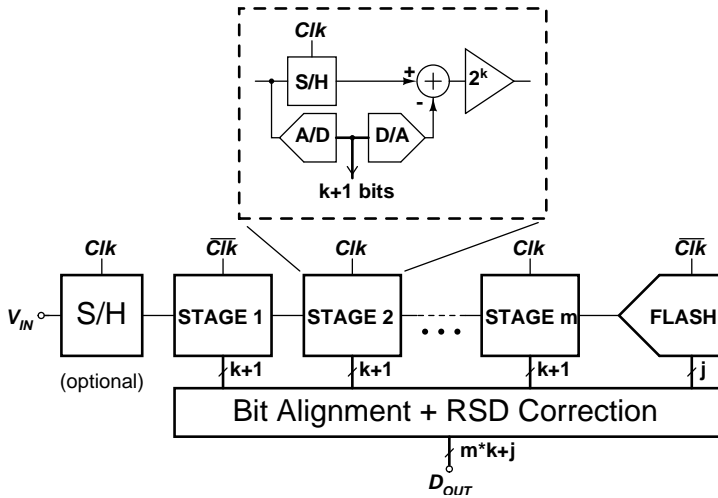 Clk
S/H
+
+
-
2^k
A/D
D/A
k+1 bits
Clk
Clk
Clk
Clk
Clk
V_IN
S/H
STAGE 1
STAGE 2
STAGE m
FLASH
(optional)
k+1
k+1
k+1
j
Bit Alignment + RSD Correction
m*k+j
D_OUT